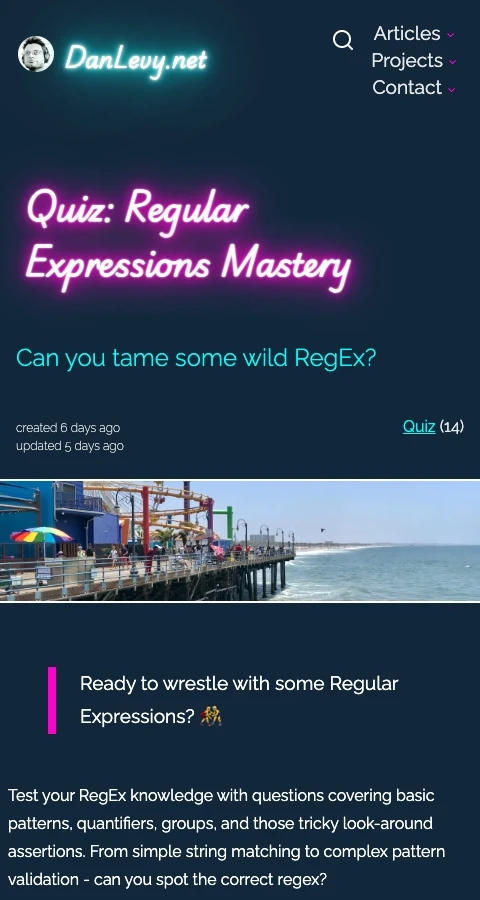 DanLevy.net
Articles
Projects
Contact
Quiz: Regular
Expressions Mastery
Can you tame some wild RegEx?
created 6 days ago
updated 5 days ago
Quiz (14)
Ready to wrestle with some Regular
Expressions? 🤼
Test your RegEx knowledge with questions covering basic
patterns, quantifiers, groups, and those tricky look-around
assertions. From simple string matching to complex pattern
validation - can you spot the correct regex?